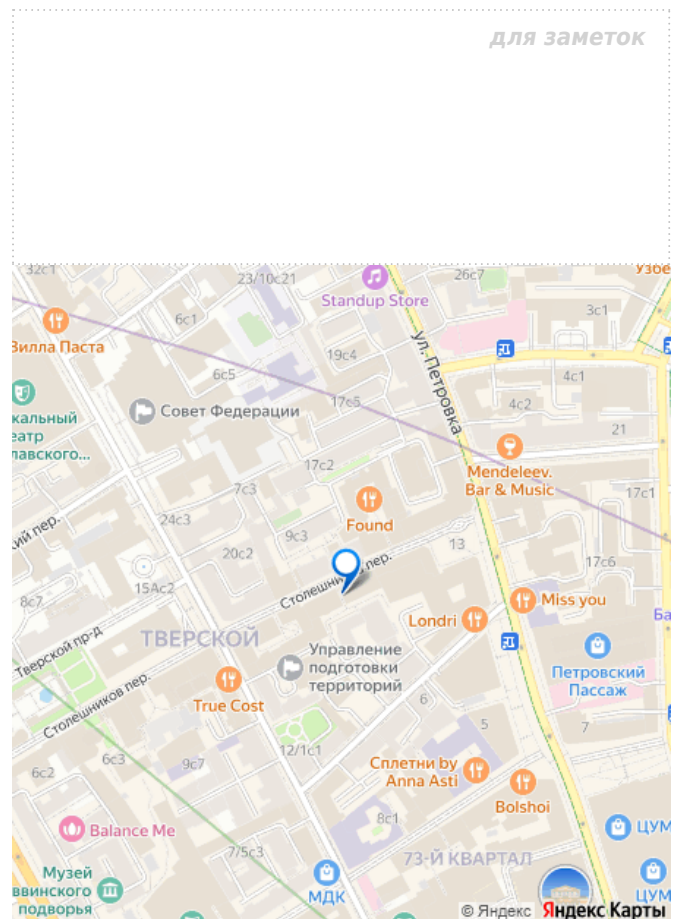 для заметок
32с1
23/10с21
26с7
Узбе
Standup Store
3с1
6с1
Вилла Паста
19с4
ул. Петровка
6с5
4с1
4с2
кальный
еатр
лавского...
Совет Федерации
17с5
21
Mendeleev.
Bar & Music
17с2
7с3
17с1
Found
24с3
9с3
ий пер.
20с2
13
17с6
15Ас2
8с7
Столешников пер.
Miss you
Ба
Londri
Тверской пр-д
ТВЕРСКОЙ
Управление
подготовки
территорий
Петровский
Пассаж
Столешников пер.
True Cost
6
5
7
12/1с1
6с2
6с3
9с7
Сплетни by
Anna Asti
Bolshoi
8с1
Balance Me
ЦУМ
7/5с3
73-Й КВАРТАЛ
Музей
ввинского
подворья
МДК
ЦУМ
© Яндекс Яндекс Карты